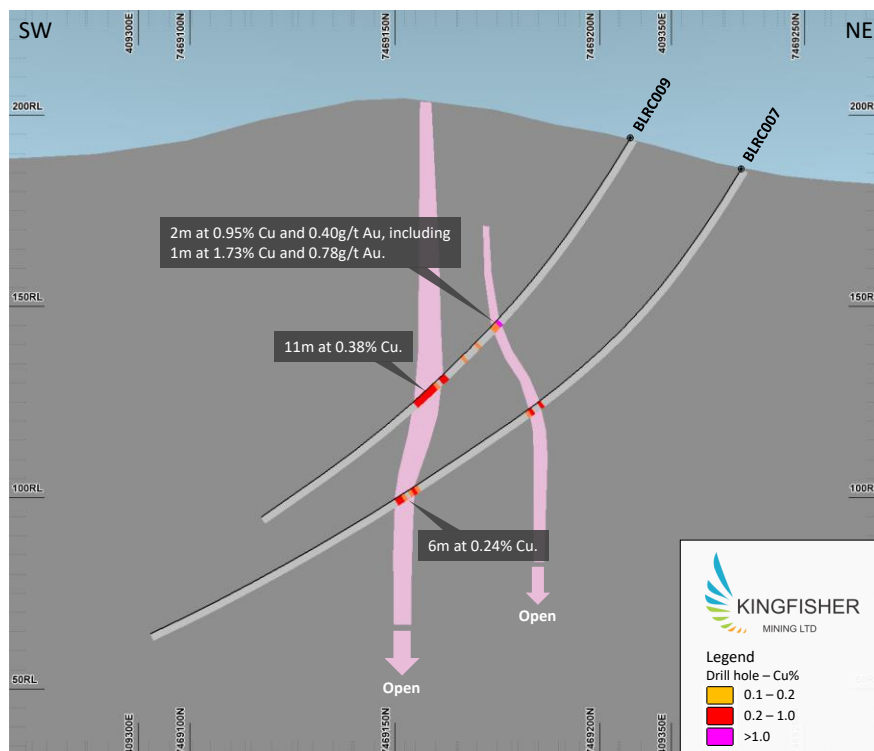 SW
NE
409300E
7469100N
7469150N
7469200N
409350E
7469250N
BLRC009
BLRC007
200RL
200RL
2m at 0.95% Cu and 0.40g/t Au, including
1m at 1.73% Cu and 0.78g/t Au.
150RL
150RL
11m at 0.38% Cu.
100RL
100RL
6m at 0.24% Cu.
Open
Open
50RL
KINGFISHER
MINING LTD
Legend
Drill hole – Cu%
0.1 – 0.2
0.2 – 1.0
>1.0
409300E
7469100N
7469150N
7469200N
409350E
7469250N